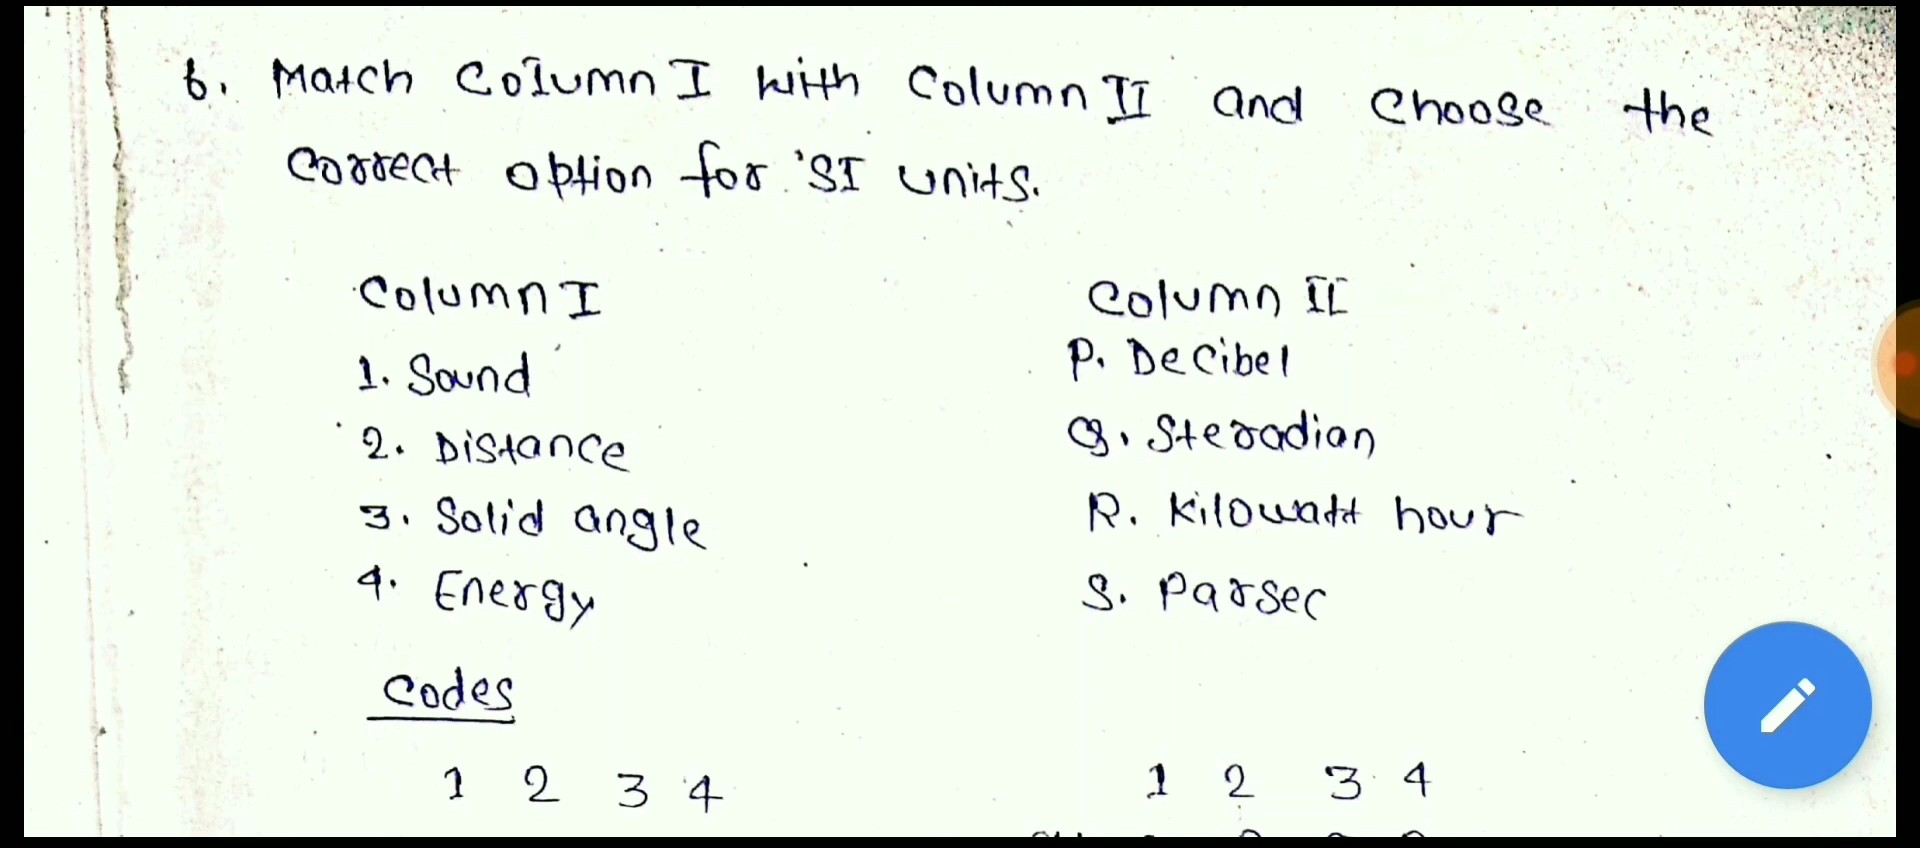 6. Match Column I with Column II and choose the
correct option for 'SI units.
Column I
Column II
1. Sound
P. Decibel
2. Distance
Q. Steradian
3. Solid angle
R. Kilowatt hour
4. Energy
S. Parsec
Codes
1 2 3 4
1 2 3 4